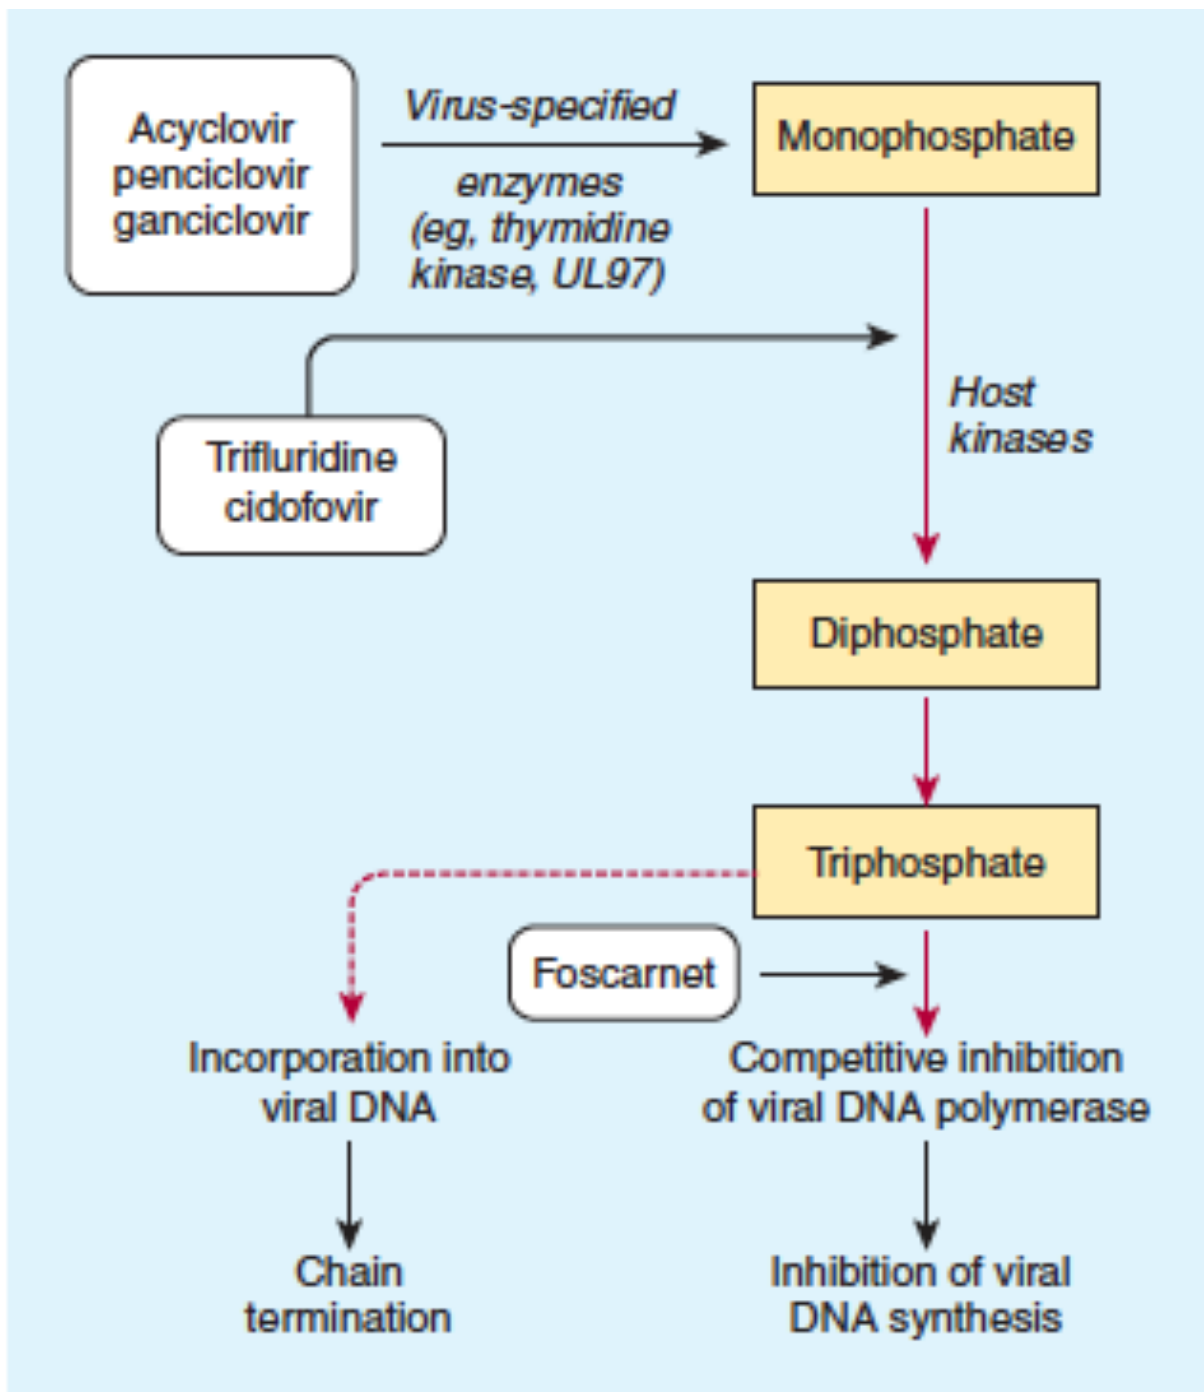 Acyclovir
penciclovir
ganciclovir
Virus-specified
enzymes
(eg, thymidine
kinase, UL97)
Monophosphate
Trifluridine
cidofovir
Host
kinases
Diphosphate
Triphosphate
Foscarnet
Incorporation into
viral DNA
Competitive inhibition
of viral DNA polymerase
Chain
termination
Inhibition of viral
DNA synthesis